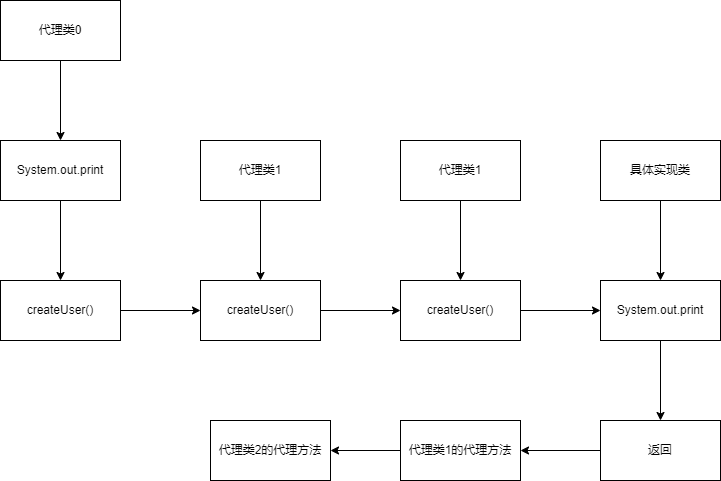 代理类0
System.out.print
代理类1
代理类1
具体实现类
createUser()
createUser()
createUser()
System.out.print
代理类2的代理方法
代理类1的代理方法
返回